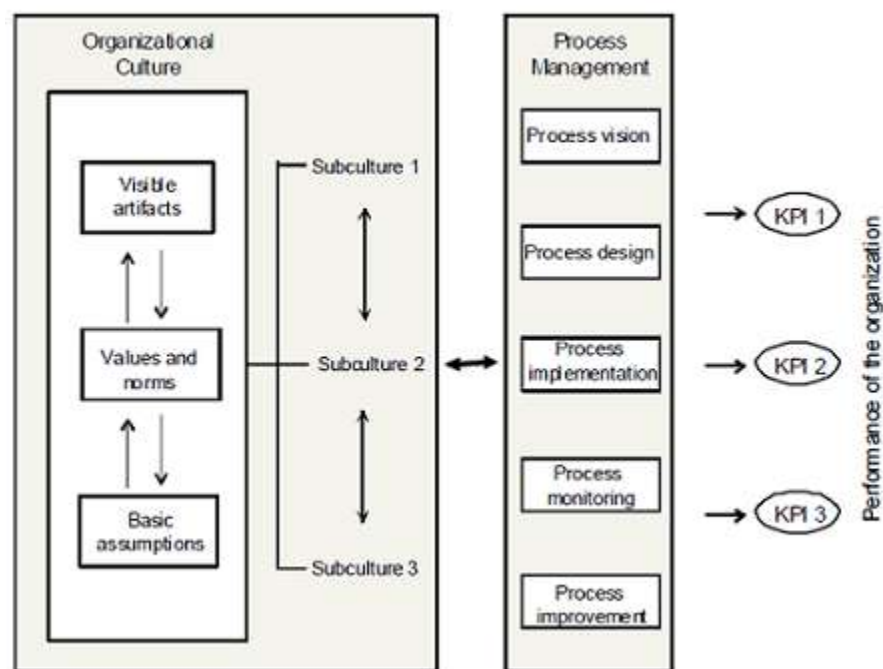 Organizational
Culture
Visible
artifacts
Values and
norms
Basic
assumptions
Subculture 1
Subculture 2
Subculture 3
Process
Management
Process vision
Process design
Process
implementation
Process
monitoring
Process
improvement
KPI 1
KPI 2
KPI 3
Performance of the organization